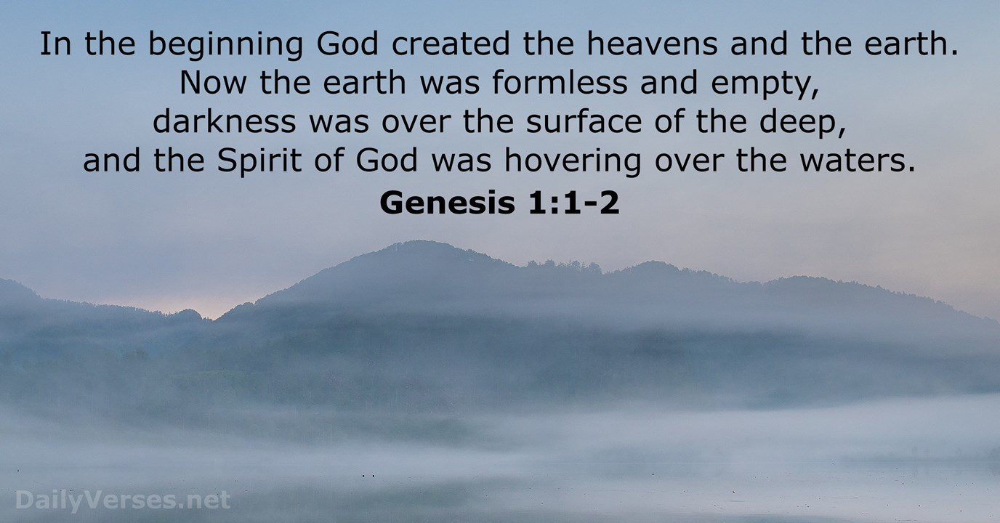 In the beginning God created the heavens and the earth.
Now the earth was formless and empty,
darkness was over the surface of the deep,
and the Spirit of God was hovering over the waters.
Genesis 1:1-2
DailyVerses.net